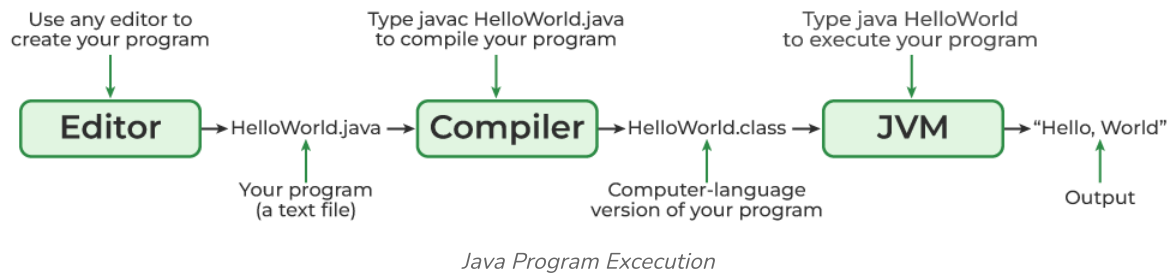 Use any editor to
create your program
Type javac HelloWorld.java
to compile your program
Type java HelloWorld
to execute your program
Editor
HelloWorld.java
Compiler
HelloWorld.class
JVM
“Hello, World”
Your program
(a text file)
Computer-language
version of your program
Output
Java Program Excecution